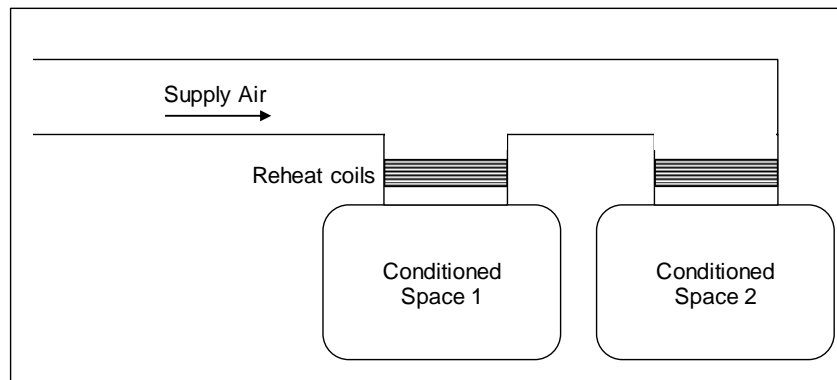 Supply Air
Reheat coils
Conditioned
Space 1
Conditioned
Space 2